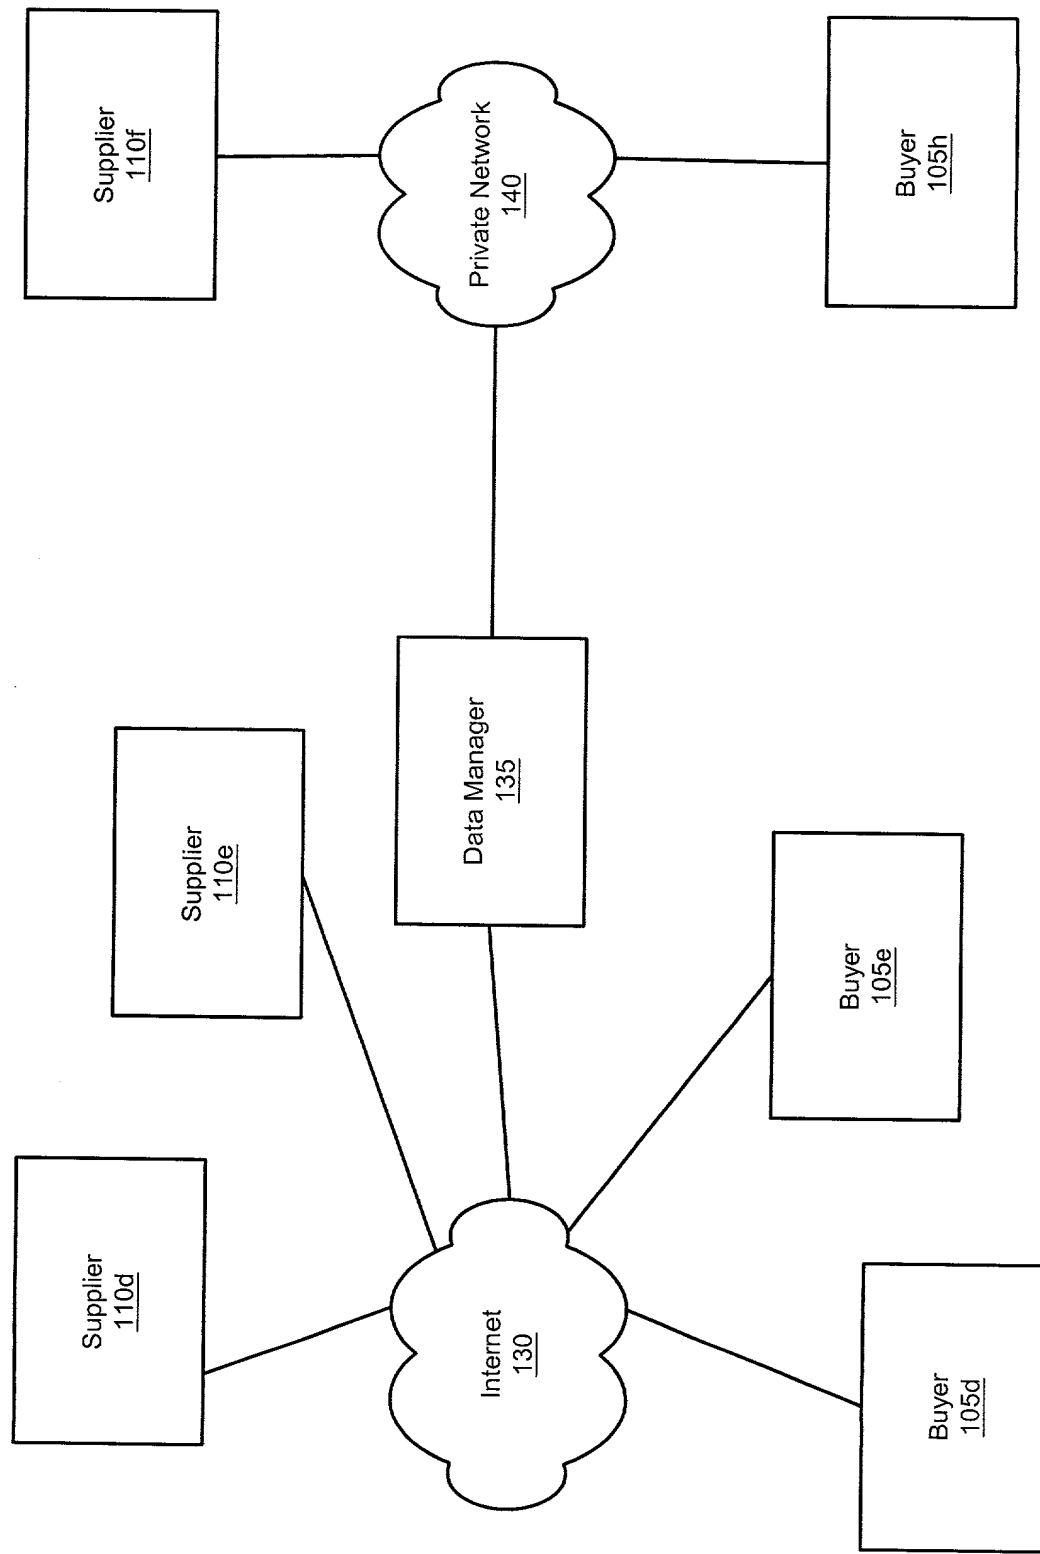 Supplier
110d
Supplier
110e
Supplier
110f
Internet
130
Data Manager
135
Private Network
140
Buyer
105d
Buyer
105e
Buyer
105h